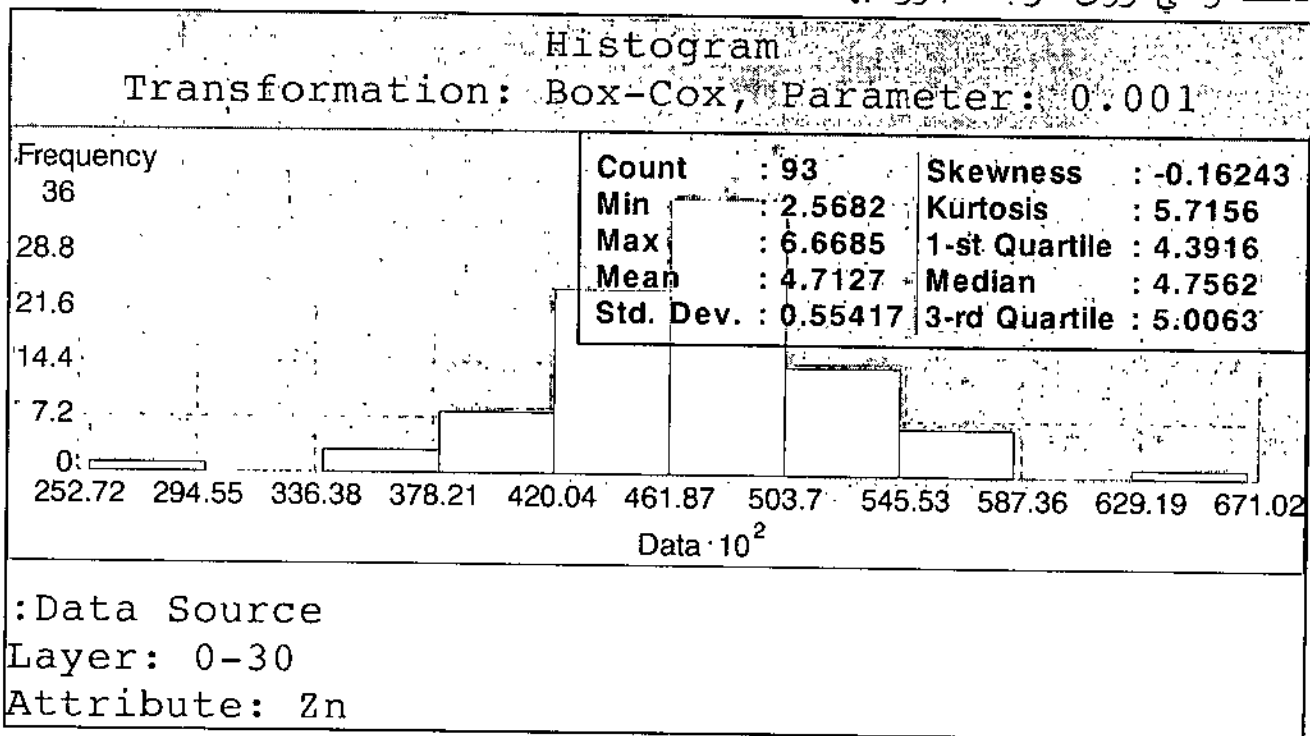 Histogram
Transformation: Box-Cox, Parameter: 0.001
Frequency
36
28.8
21.6
14.4
7.2
0
Count : 93
Min : 2.5682
Max : 6.6685
Mean : 4.7127
Std. Dev. : 0.55417
Skewness : -0.16243
Kurtosis : 5.7156
1-st Quartile : 4.3916
Median : 4.7562
3-rd Quartile : 5.0063
252.72 294.55 336.38 378.21 420.04 461.87 503.7 545.53 587.36 629.19 671.02
Data·10²
:Data Source
Layer: 0-30
Attribute: Zn